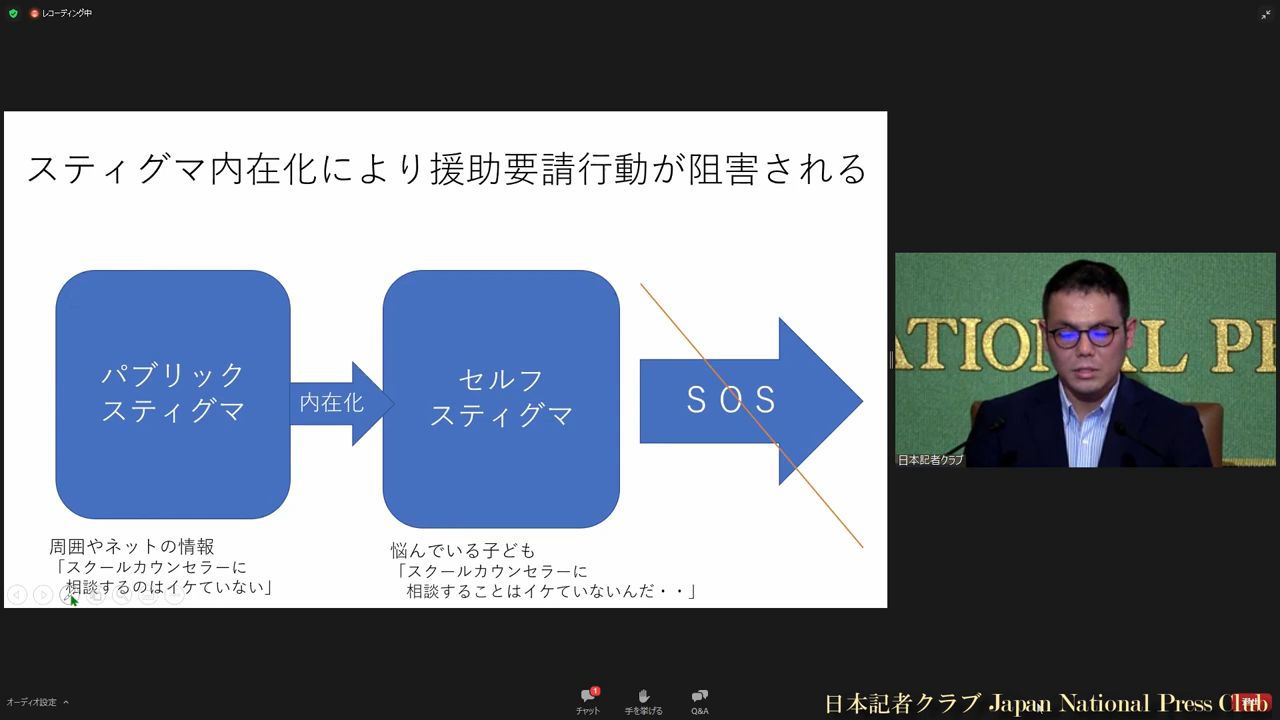 レコーディング中
スティグマ内在化により援助要請行動が阻害される
パブリック
スティグマ
内在化
セルフ
スティグマ
ＳＯＳ
周囲やネットの情報
「スクールカウンセラーに
相談するのはイケていない」
悩んでいる子ども
「スクールカウンセラーに
相談することはイケていないんだ・・」
ATIONAL PR
日本記者クラブ
オーディオ設定
1
チャット
手を挙げる
Q&A
日本記者クラブ Japan National Press Club